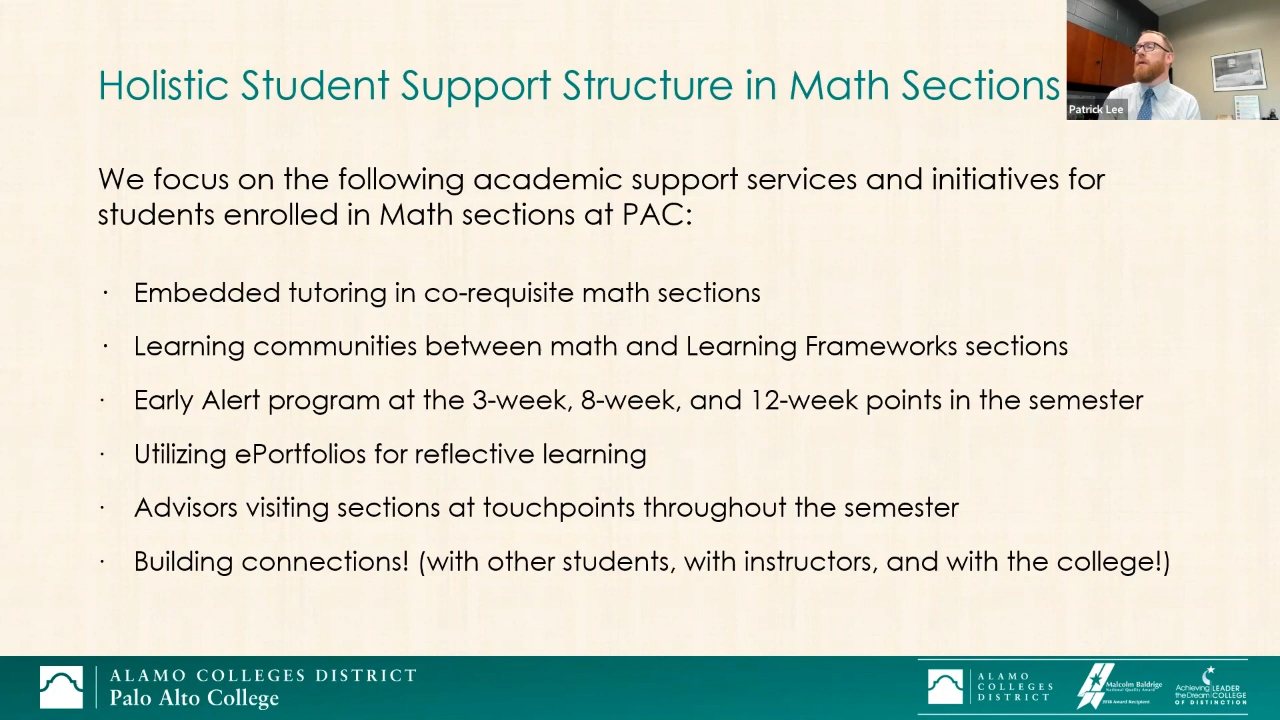 Holistic Student Support Structure in Math Sections
Patrick Lee
We focus on the following academic support services and initiatives for
students enrolled in Math sections at PAC:
· Embedded tutoring in co-requisite math sections
· Learning communities between math and Learning Frameworks sections
· Early Alert program at the 3-week, 8-week, and 12-week points in the semester
· Utilizing ePortfolios for reflective learning
· Advisors visiting sections at touchpoints throughout the semester
· Building connections! (with other students, with instructors, and with the college!)
ALAMO COLLEGES DISTRICT
Palo Alto College
ALAMO
COLLEGES
DISTRICT
Malcolm Baldrige
National Quality Award
2018 Award Recipient
Achieving LEADER
the Dream COLLEGE
OF DISTINCTION